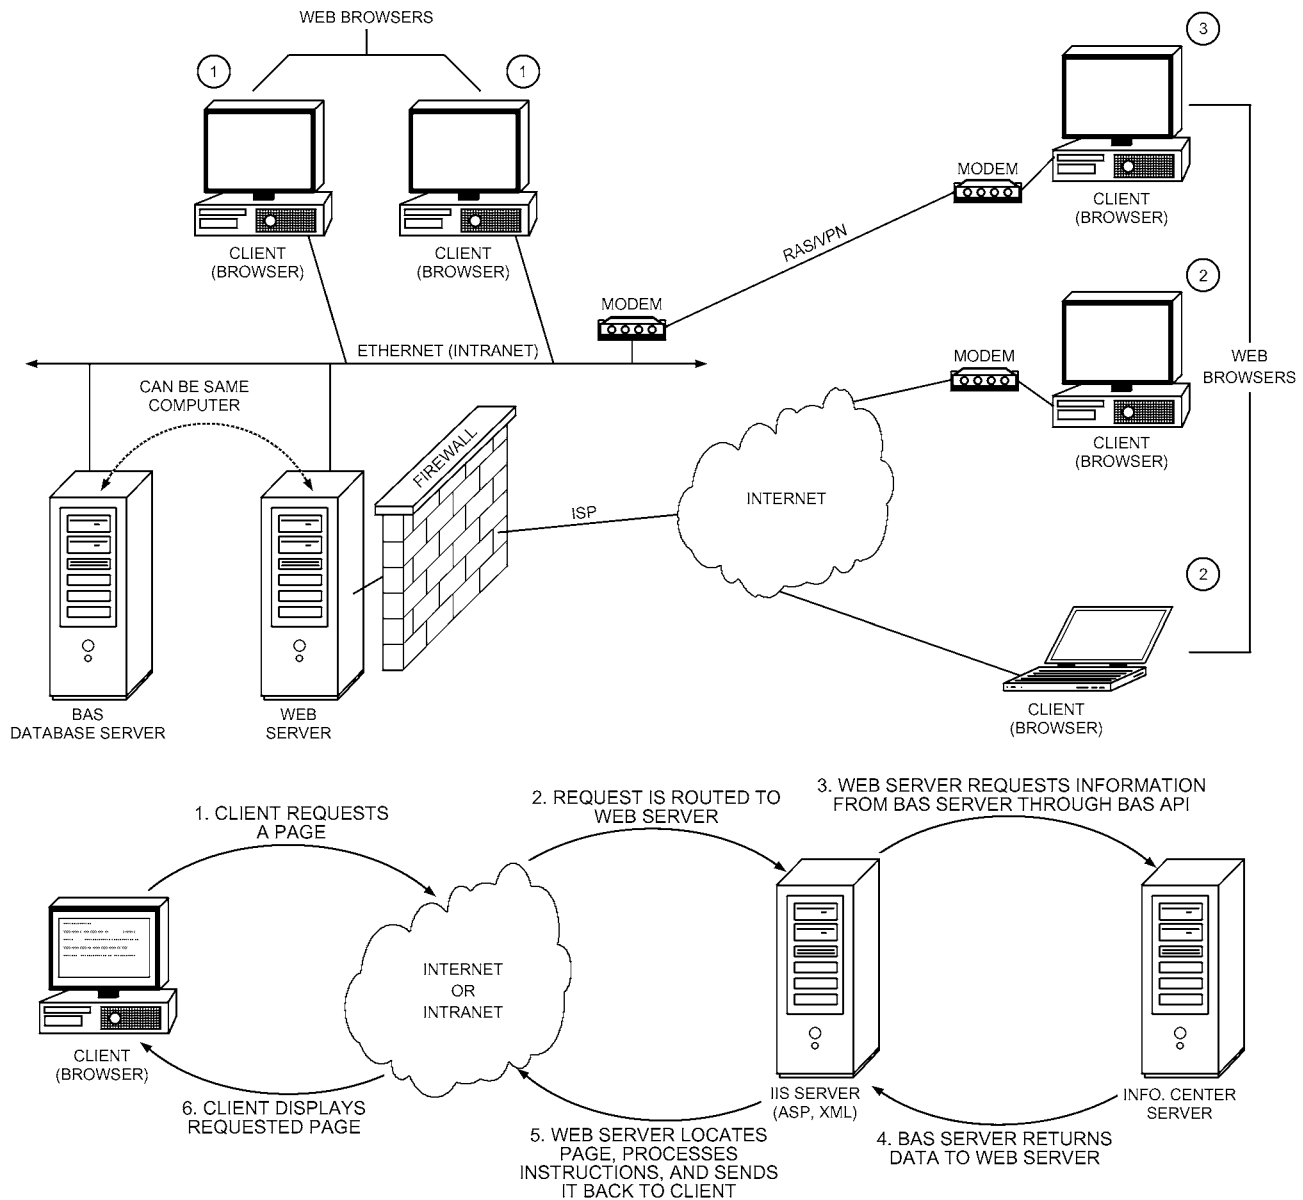 WEB BROWSERS
1
1
3
CLIENT
(BROWSER)
CLIENT
(BROWSER)
MODEM
CLIENT
(BROWSER)
RAS/VPN
MODEM
2
ETHERNET (INTRANET)
MODEM
WEB
BROWSERS
CAN BE SAME
COMPUTER
CLIENT
(BROWSER)
FIREWALL
INTERNET
ISP
2
BAS
DATABASE SERVER
WEB
SERVER
CLIENT
(BROWSER)
1. CLIENT REQUESTS
A PAGE
2. REQUEST IS ROUTED TO
WEB SERVER
3. WEB SERVER REQUESTS INFORMATION
FROM BAS SERVER THROUGH BAS API
INTERNET
OR
INTRANET
CLIENT
(BROWSER)
IIS SERVER
(ASP, XML)
INFO. CENTER
SERVER
6. CLIENT DISPLAYS
REQUESTED PAGE
5. WEB SERVER LOCATES
PAGE, PROCESSES
INSTRUCTIONS, AND SENDS
IT BACK TO CLIENT
4. BAS SERVER RETURNS
DATA TO WEB SERVER